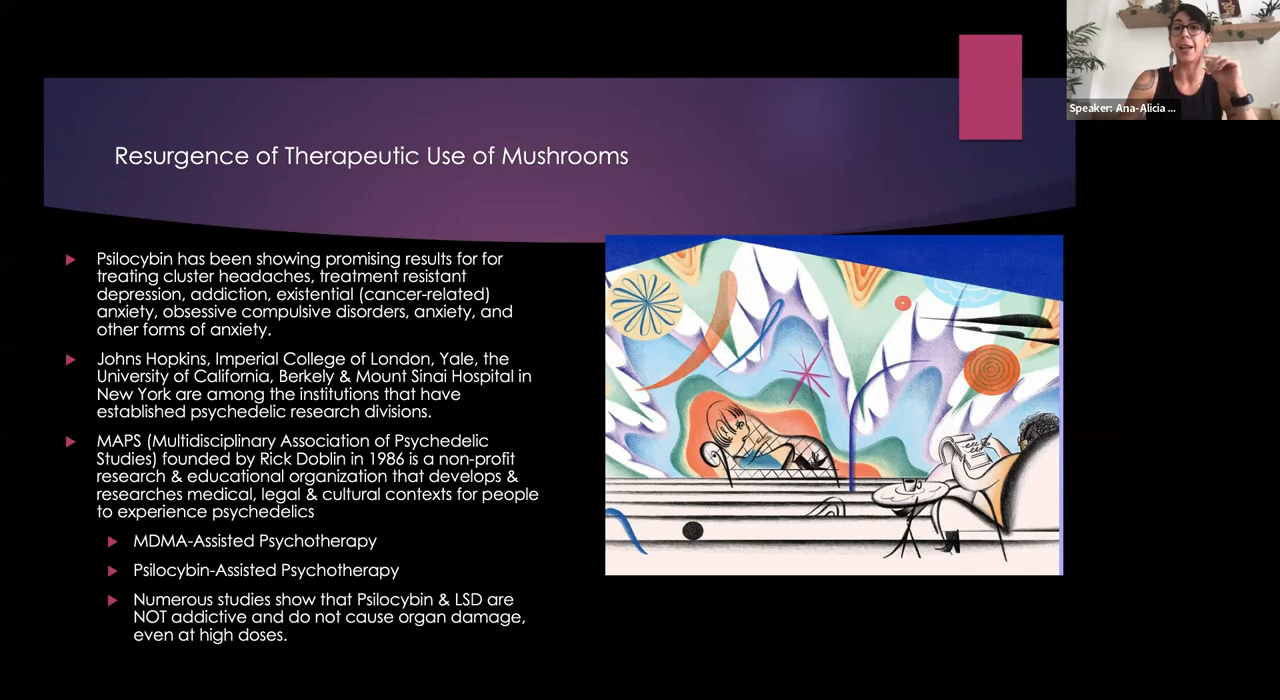 Speaker: Ana-Alicia ...
Resurgence of Therapeutic Use of Mushrooms
Psilocybin has been showing promising results for for
treating cluster headaches, treatment resistant
depression, addiction, existential (cancer-related)
anxiety, obsessive compulsive disorders, anxiety, and
other forms of anxiety.
Johns Hopkins, Imperial College of London, Yale, the
University of California, Berkely & Mount Sinai Hospital in
New York are among the institutions that have
established psychedelic research divisions.
MAPS (Multidisciplinary Association of Psychedelic
Studies) founded by Rick Doblin in 1986 is a non-profit
research & educational organization that develops &
researches medical, legal & cultural contexts for people
to experience psychedelics
MDMA-Assisted Psychotherapy
Psilocybin-Assisted Psychotherapy
Numerous studies show that Psilocybin & LSD are
NOT addictive and do not cause organ damage,
even at high doses.